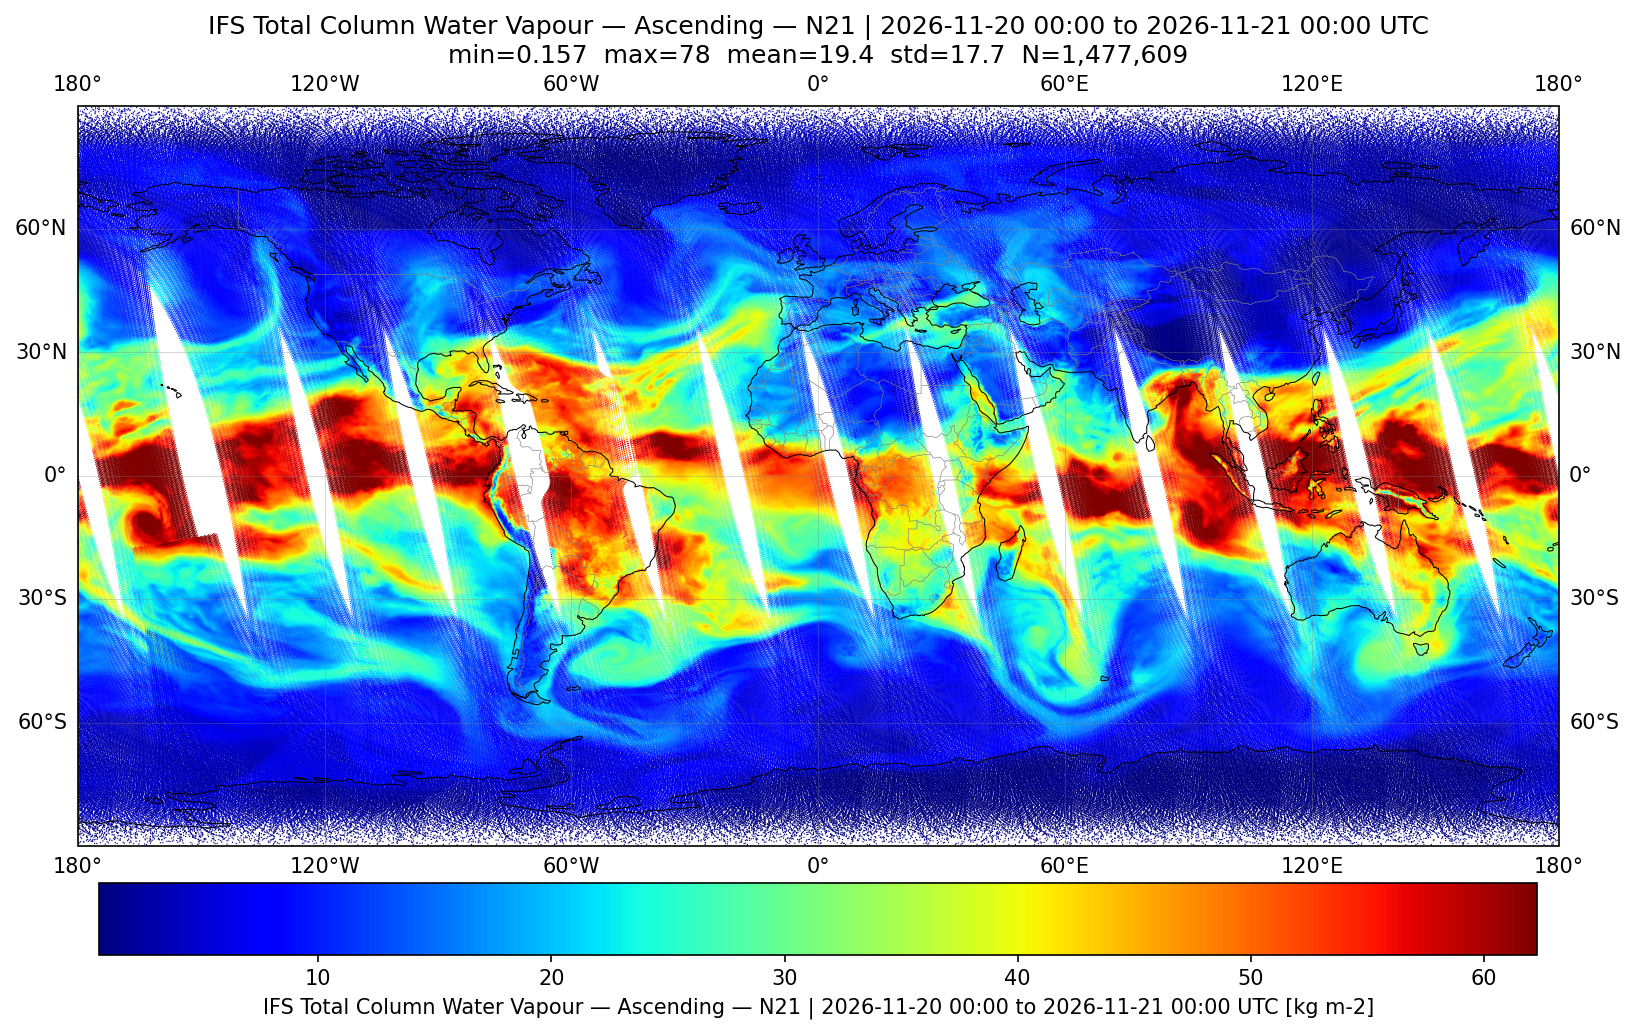 IFS Total Column Water Vapour — Ascending — N21 | 2026-11-20 00:00 to 2026-11-21 00:00 UTC
min=0.157 max=78 mean=19.4 std=17.7 N=1,477,609
180° 120°W 60°W 0° 60°E 120°E 180°
60°N 60°N
30°N 30°N
0° 0°
30°S 30°S
60°S 60°S
180° 120°W 60°W 0° 60°E 120°E 180°
10 20 30 40 50 60
IFS Total Column Water Vapour — Ascending — N21 | 2026-11-20 00:00 to 2026-11-21 00:00 UTC [kg m-2]